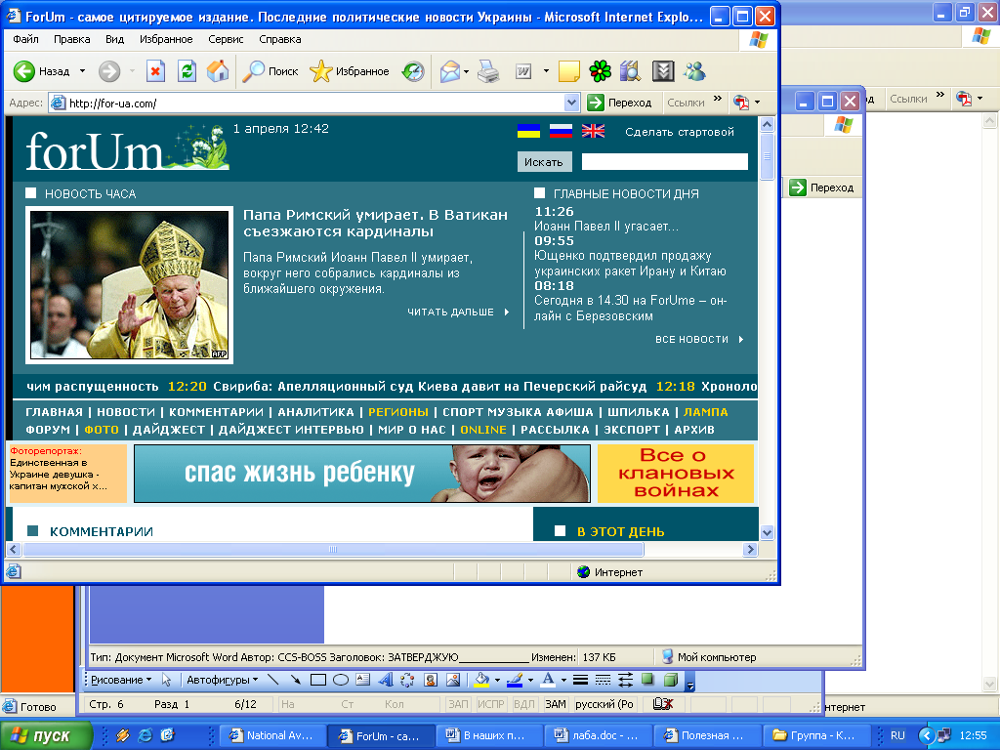 ForUm - самое цитируемое издание. Последние политические новости Украины - Microsoft Internet Explo...
Файл Правка Вид Избранное Сервис Справка
Назад Поиск Избранное
Адрес: http://for-ua.com/ Переход Ссылки »
Ссылки »
Переход
forUm
1 апреля 12:42
Сделать стартовой
Искать
НОВОСТЬ ЧАСА
Папа Римский умирает. В Ватикан
съезжаются кардиналы
Папа Римский Иоанн Павел II умирает,
вокруг него собрались кардиналы из
ближайшего окружения.
ЧИТАТЬ ДАЛЬШЕ
AFP
ГЛАВНЫЕ НОВОСТИ ДНЯ
11:26
Иоанн Павел II угасает...
09:55
Ющенко подтвердил продажу
украинских ракет Ирану и Китаю
08:18
Сегодня в 14.30 на ForUmе – он-
лайн с Березовским
ВСЕ НОВОСТИ
чим распущенность 12:20 Свириба: Апелляционный суд Киева давит на Печерский райсуд 12:18 Хроноло
ГЛАВНАЯ | НОВОСТИ | КОММЕНТАРИИ | АНАЛИТИКА | РЕГИОНЫ | СПОРТ МУЗЫКА АФИША | ШПИЛЬКА | ЛАМПА
ФОРУМ | ФОТО | ДАЙДЖЕСТ | ДАЙДЖЕСТ ИНТЕРВЬЮ | МИР О НАС | ONLINE | РАССЫЛКА | ЭКСПОРТ | АРХИВ
Фоторепортаж:
Единственная в
Украине девушка -
капитан мужской х...
спас жизнь ребенку
Все о
клановых
войнах
КОММЕНТАРИИ
В ЭТОТ ДЕНЬ
Интернет
Тип: Документ Microsoft Word Автор: CCS-BOSS Заголовок: ЗАТВЕРДЖУЮ____________ Изменен: 137 КБ Мой компьютер
Рисование Автофигуры
Готово
Стр. 6 Разд 1 6/12 На Ст Кол ЗАП ИСПР ВДЛ ЗАМ русский (Ро
нтернет
пуск National Av... ForUm - са... В наших п... лаба.doc - ... Полезная ... Группа - К... RU 12:55